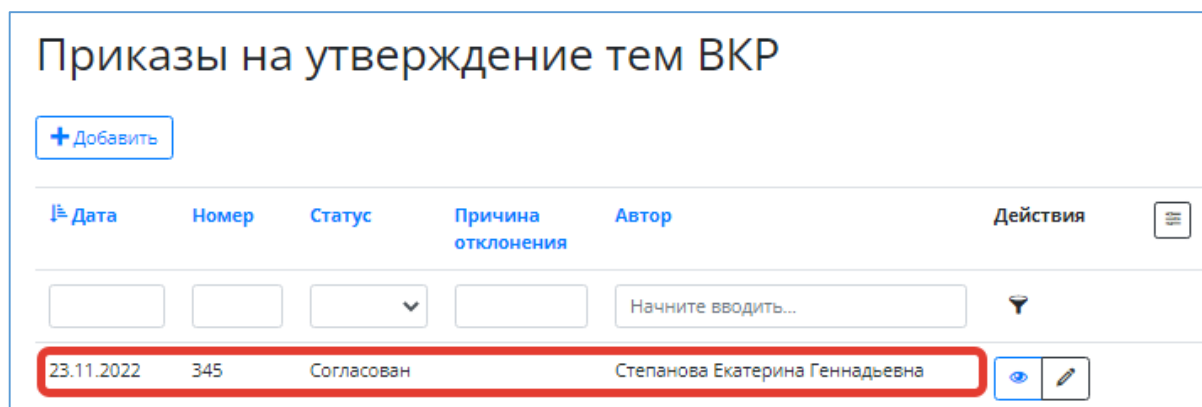 Приказы на утверждение тем ВКР
Добавить
Дата Номер Статус Причина отклонения Автор Действия
Начните вводить...
23.11.2022 345 Согласован Степанова Екатерина Геннадьевна